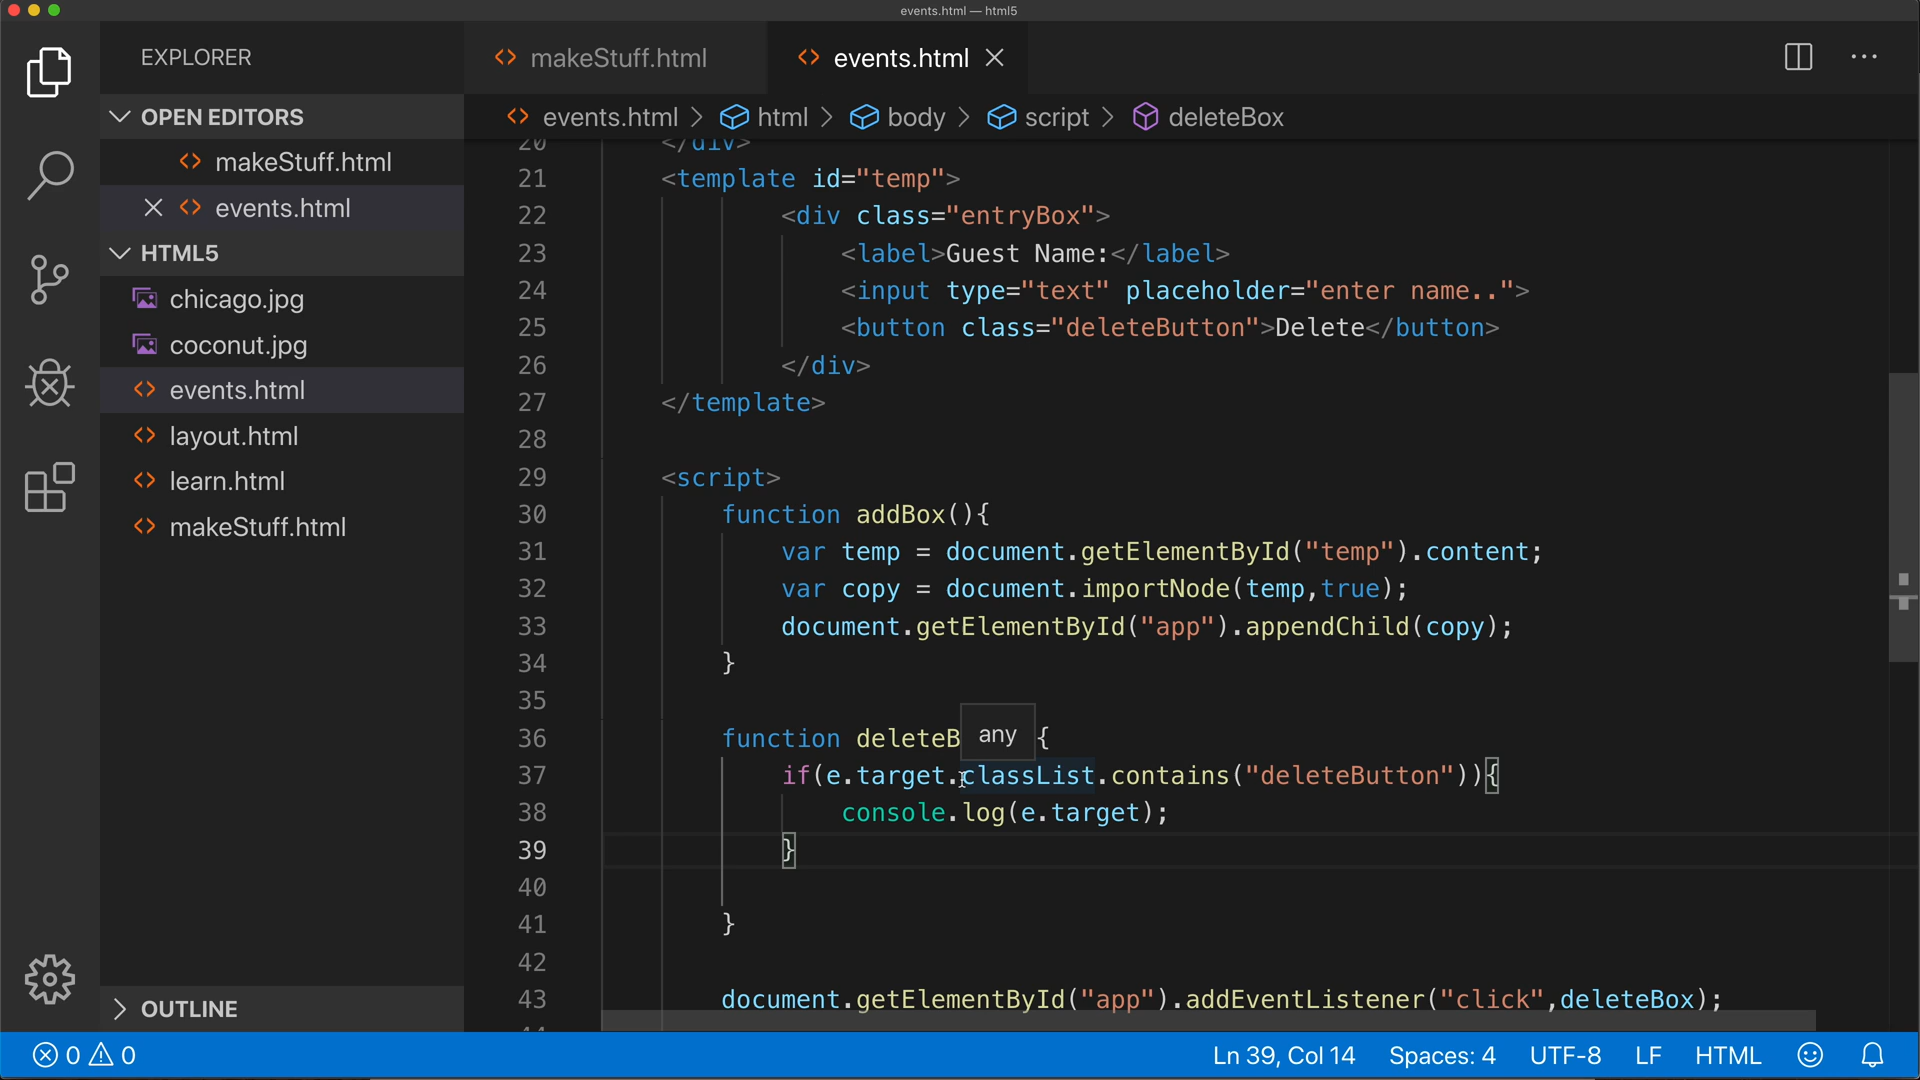 events.html — html5
EXPLORER
OPEN EDITORS
makeStuff.html
events.html
HTML5
chicago.jpg
coconut.jpg
events.html
layout.html
learn.html
makeStuff.html
OUTLINE
makeStuff.html
events.html
events.html > html > body > script > deleteBox
20 </div>
21 <template id="temp">
22 <div class="entryBox">
23 <label>Guest Name:</label>
24 <input type="text" placeholder="enter name..">
25 <button class="deleteButton">Delete</button>
26 </div>
27 </template>
28
29 <script>
30 function addBox(){
31 var temp = document.getElementById("temp").content;
32 var copy = document.importNode(temp,true);
33 document.getElementById("app").appendChild(copy);
34 }
35
any
36 function deleteB {
37 if(e.target.classList.contains("deleteButton")){
38 console.log(e.target);
39 }
40
41 }
42
43 document.getElementById("app").addEventListener("click",deleteBox);
0 0
Ln 39, Col 14
Spaces: 4
UTF-8
LF
HTML